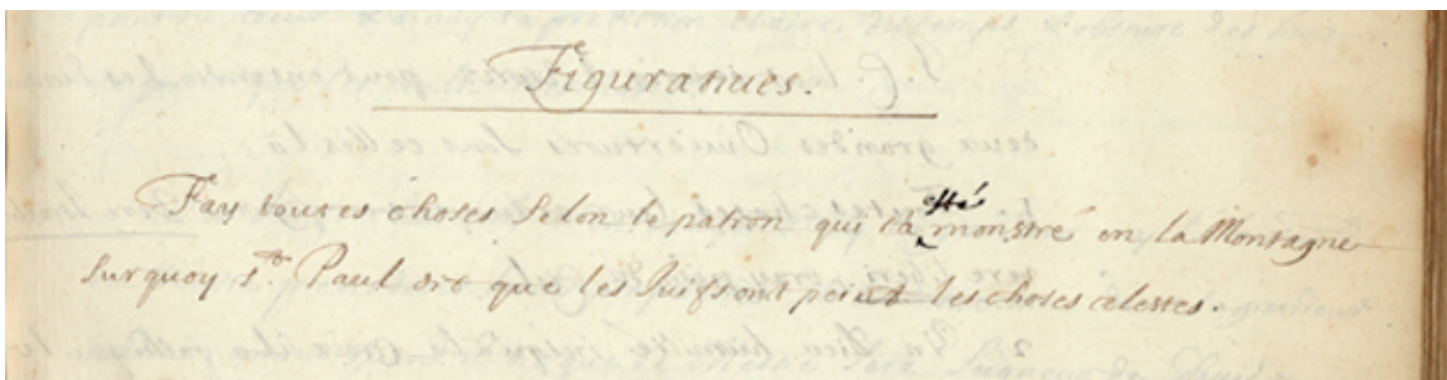 Figuratiues.
Fay toutes choses selon le patron qui t'a esté monstré en la Montagne
surquoy st. Paul dit que les Juifs ont peint les choses celestes.